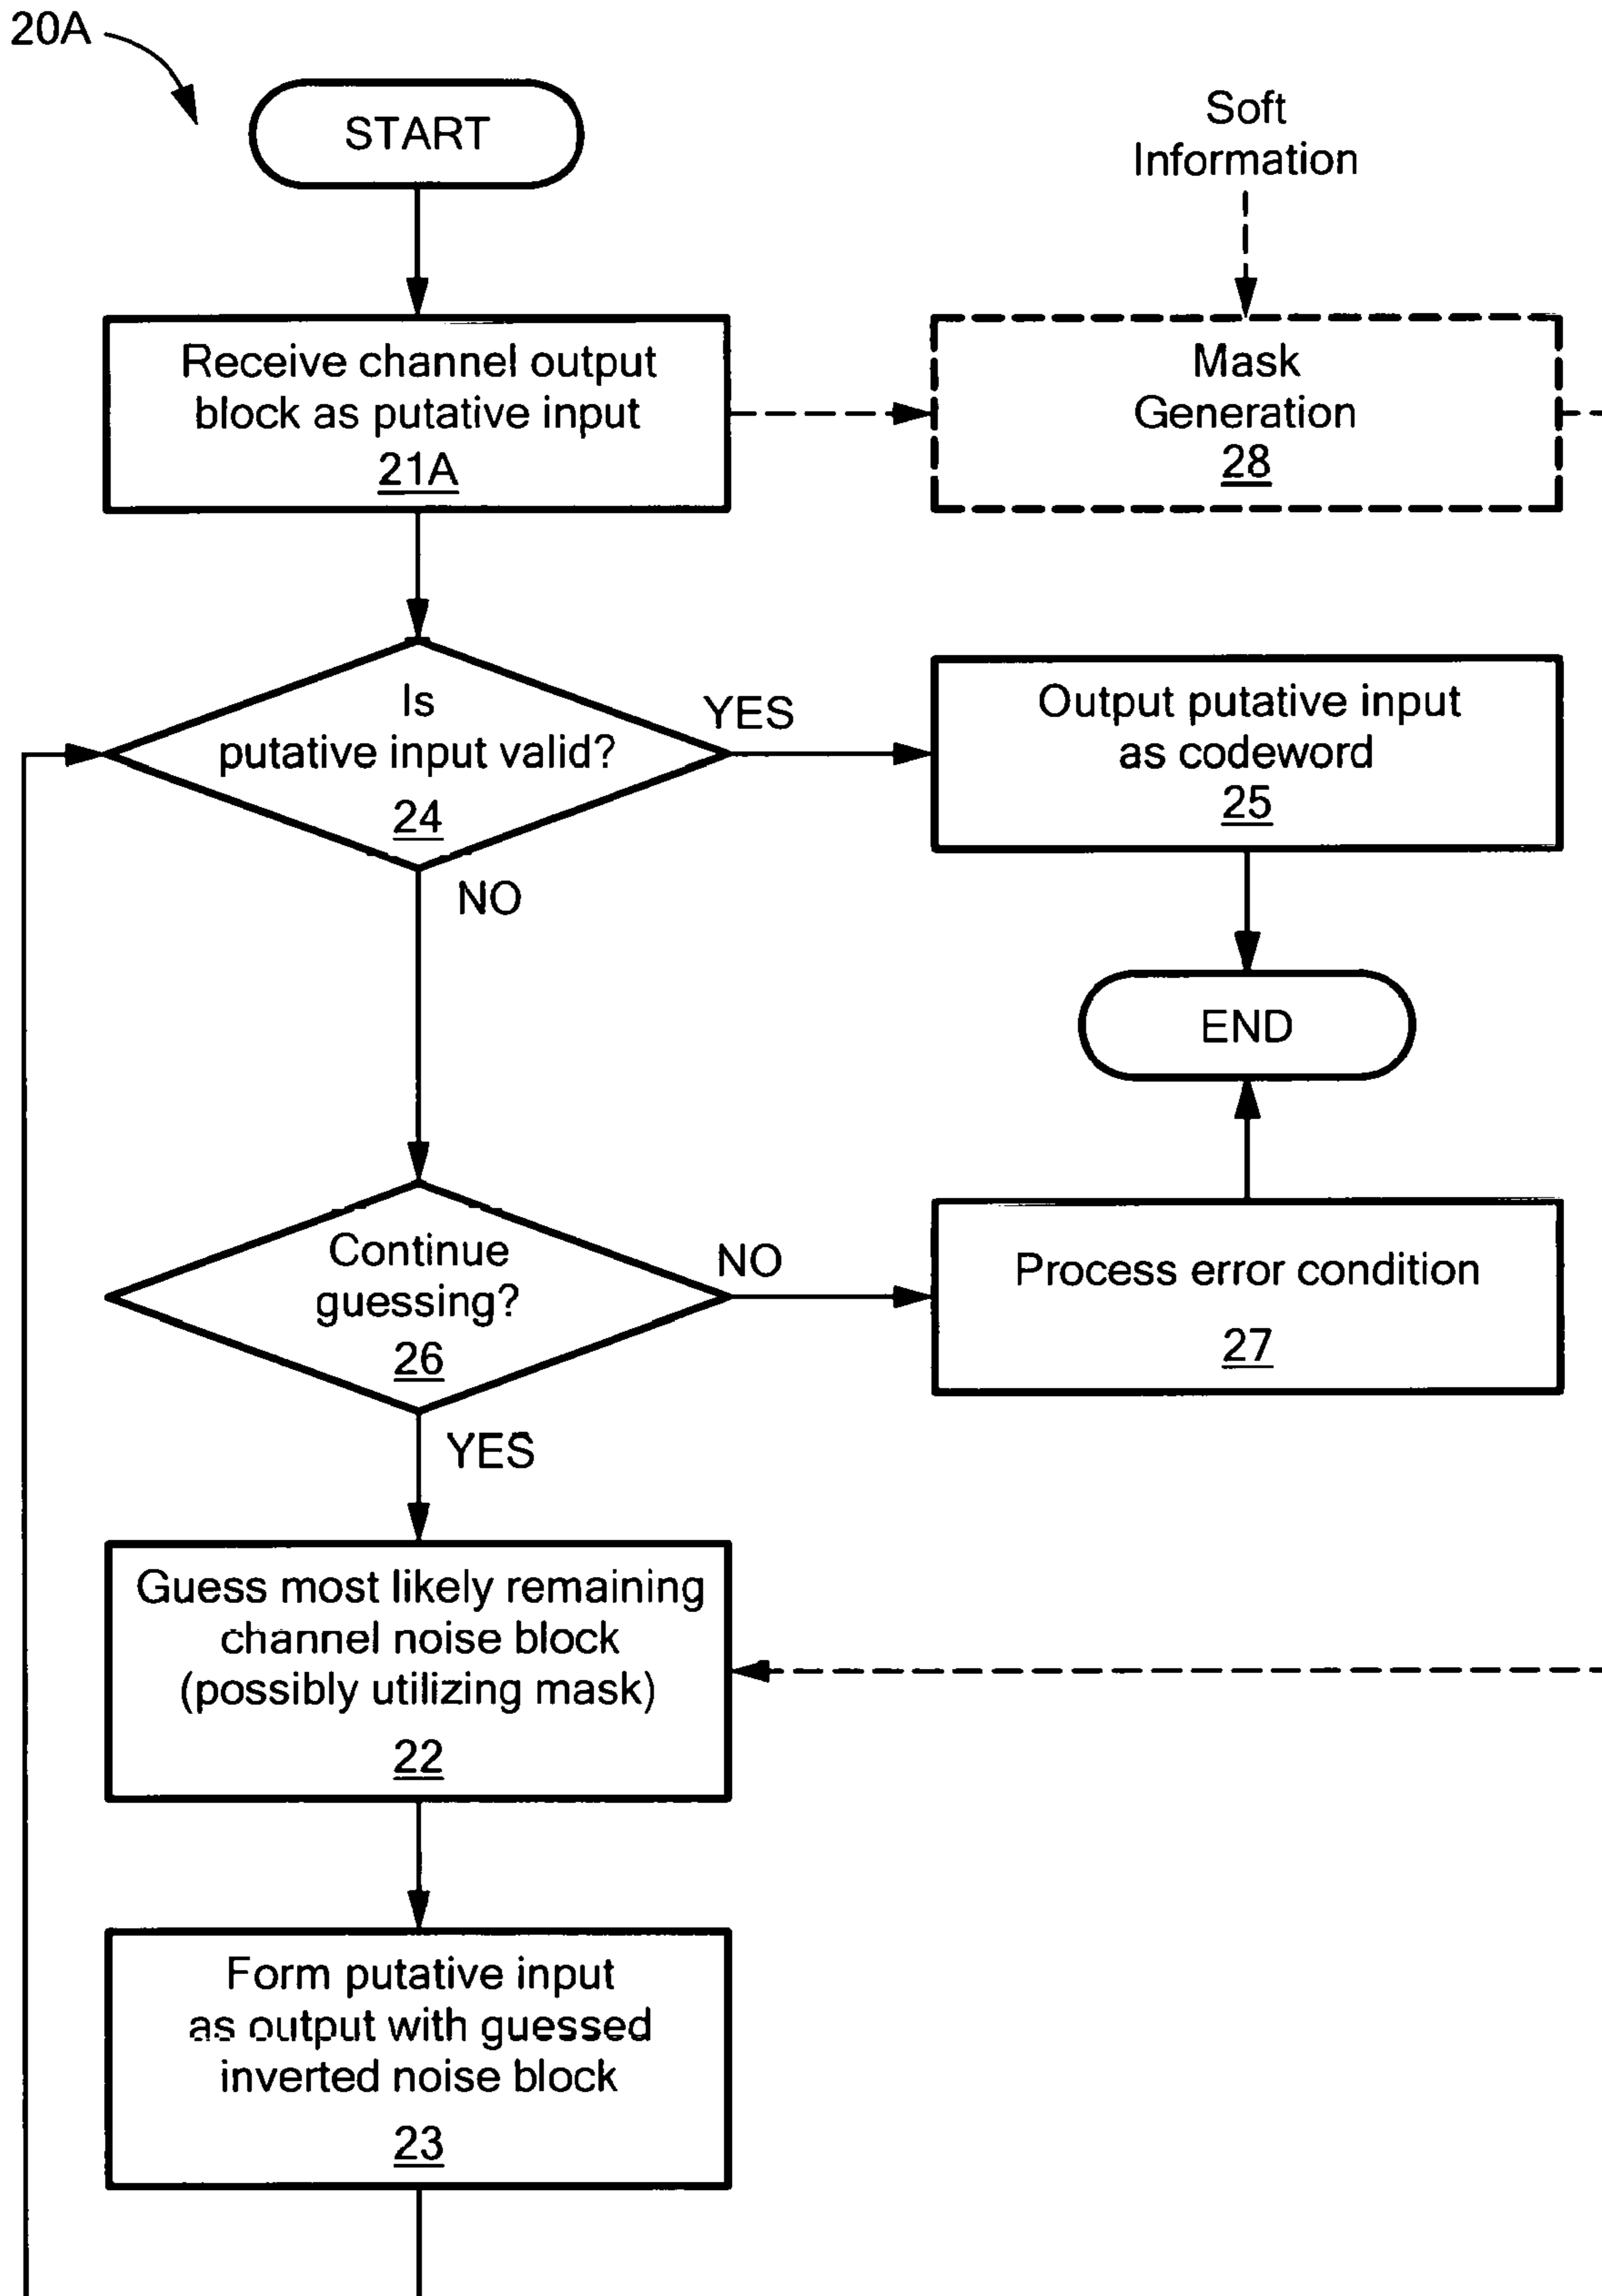 20A
START
Soft
Information
Receive channel output
block as putative input
21A
Mask
Generation
28
Is
putative input valid?
24
YES
NO
Output putative input
as codeword
25
END
Continue
guessing?
26
NO
YES
Process error condition
27
Guess most likely remaining
channel noise block
(possibly utilizing mask)
22
Form putative input
as output with guessed
inverted noise block
23